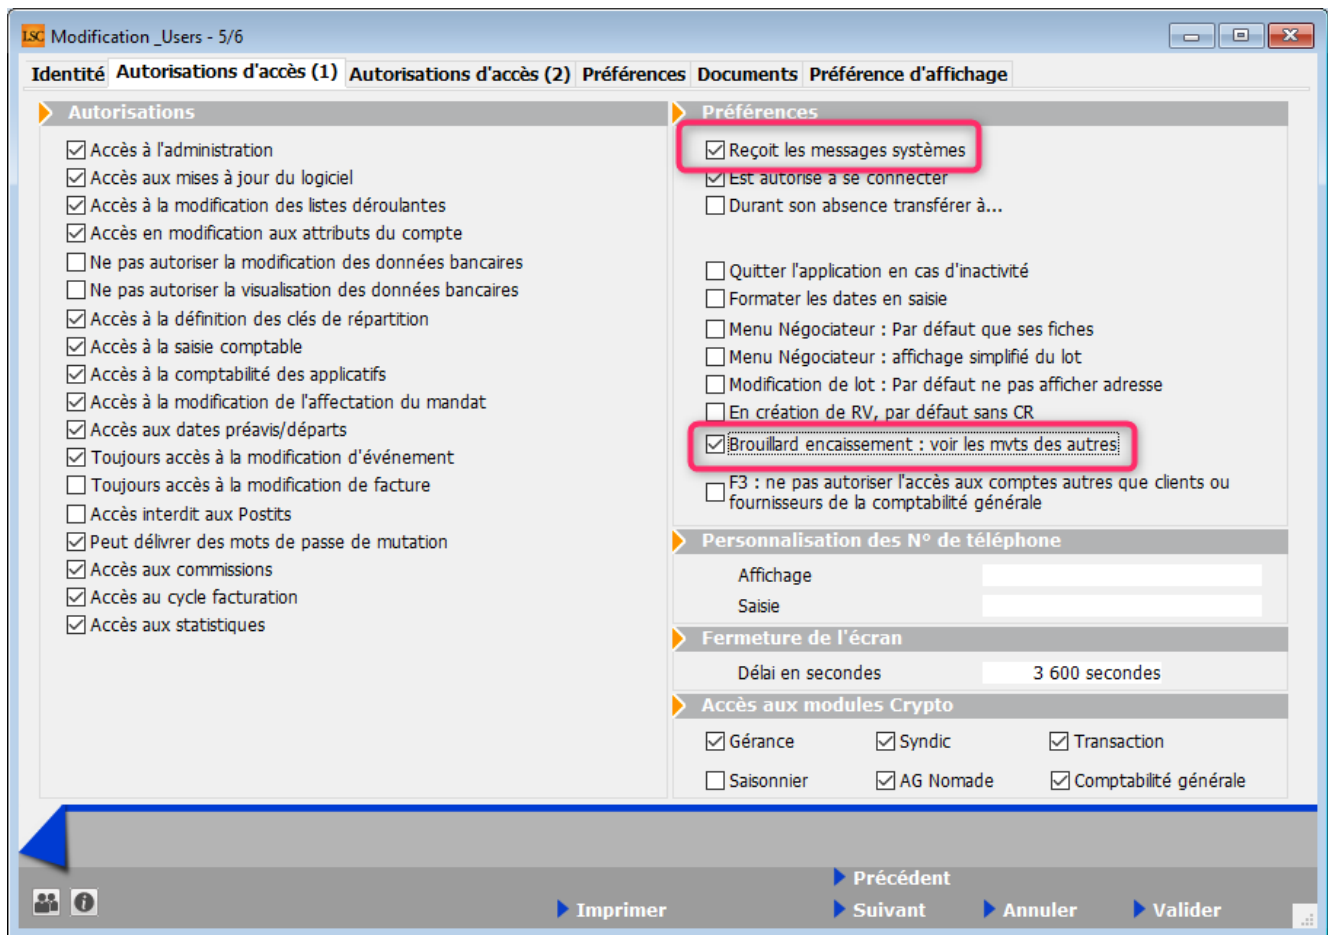 LSC Modification _Users - 5/6
Identité Autorisations d'accès (1) Autorisations d'accès (2) Préférences Documents Préférence d'affichage
Autorisations
Accès à l'administration
Accès aux mises à jour du logiciel
Accès à la modification des listes déroulantes
Accès en modification aux attributs du compte
Ne pas autoriser la modification des données bancaires
Ne pas autoriser la visualisation des données bancaires
Accès à la définition des clés de répartition
Accès à la saisie comptable
Accès à la comptabilité des applicatifs
Accès à la modification de l'affectation du mandat
Accès aux dates préavis/départs
Toujours accès à la modification d'événement
Toujours accès à la modification de facture
Accès interdit aux Postits
Peut délivrer des mots de passe de mutation
Accès aux commissions
Accès au cycle facturation
Accès aux statistiques
Préférences
Reçoit les messages systèmes
Est autorisé à se connecter
Durant son absence transférer à...
Quitter l'application en cas d'inactivité
Formater les dates en saisie
Menu Négociateur : Par défaut que ses fiches
Menu Négociateur : affichage simplifié du lot
Modification de lot : Par défaut ne pas afficher adresse
En création de RV, par défaut sans CR
Brouillard encaissement : voir les mvts des autres
F3 : ne pas autoriser l'accès aux comptes autres que clients ou
fournisseurs de la comptabilité générale
Personnalisation des N° de téléphone
Affichage
Saisie
Fermeture de l'écran
Délai en secondes 3 600 secondes
Accès aux modules Crypto
Gérance Syndic Transaction
Saisonnier AG Nomade Comptabilité générale
Précédent
Imprimer Suivant Annuler Valider